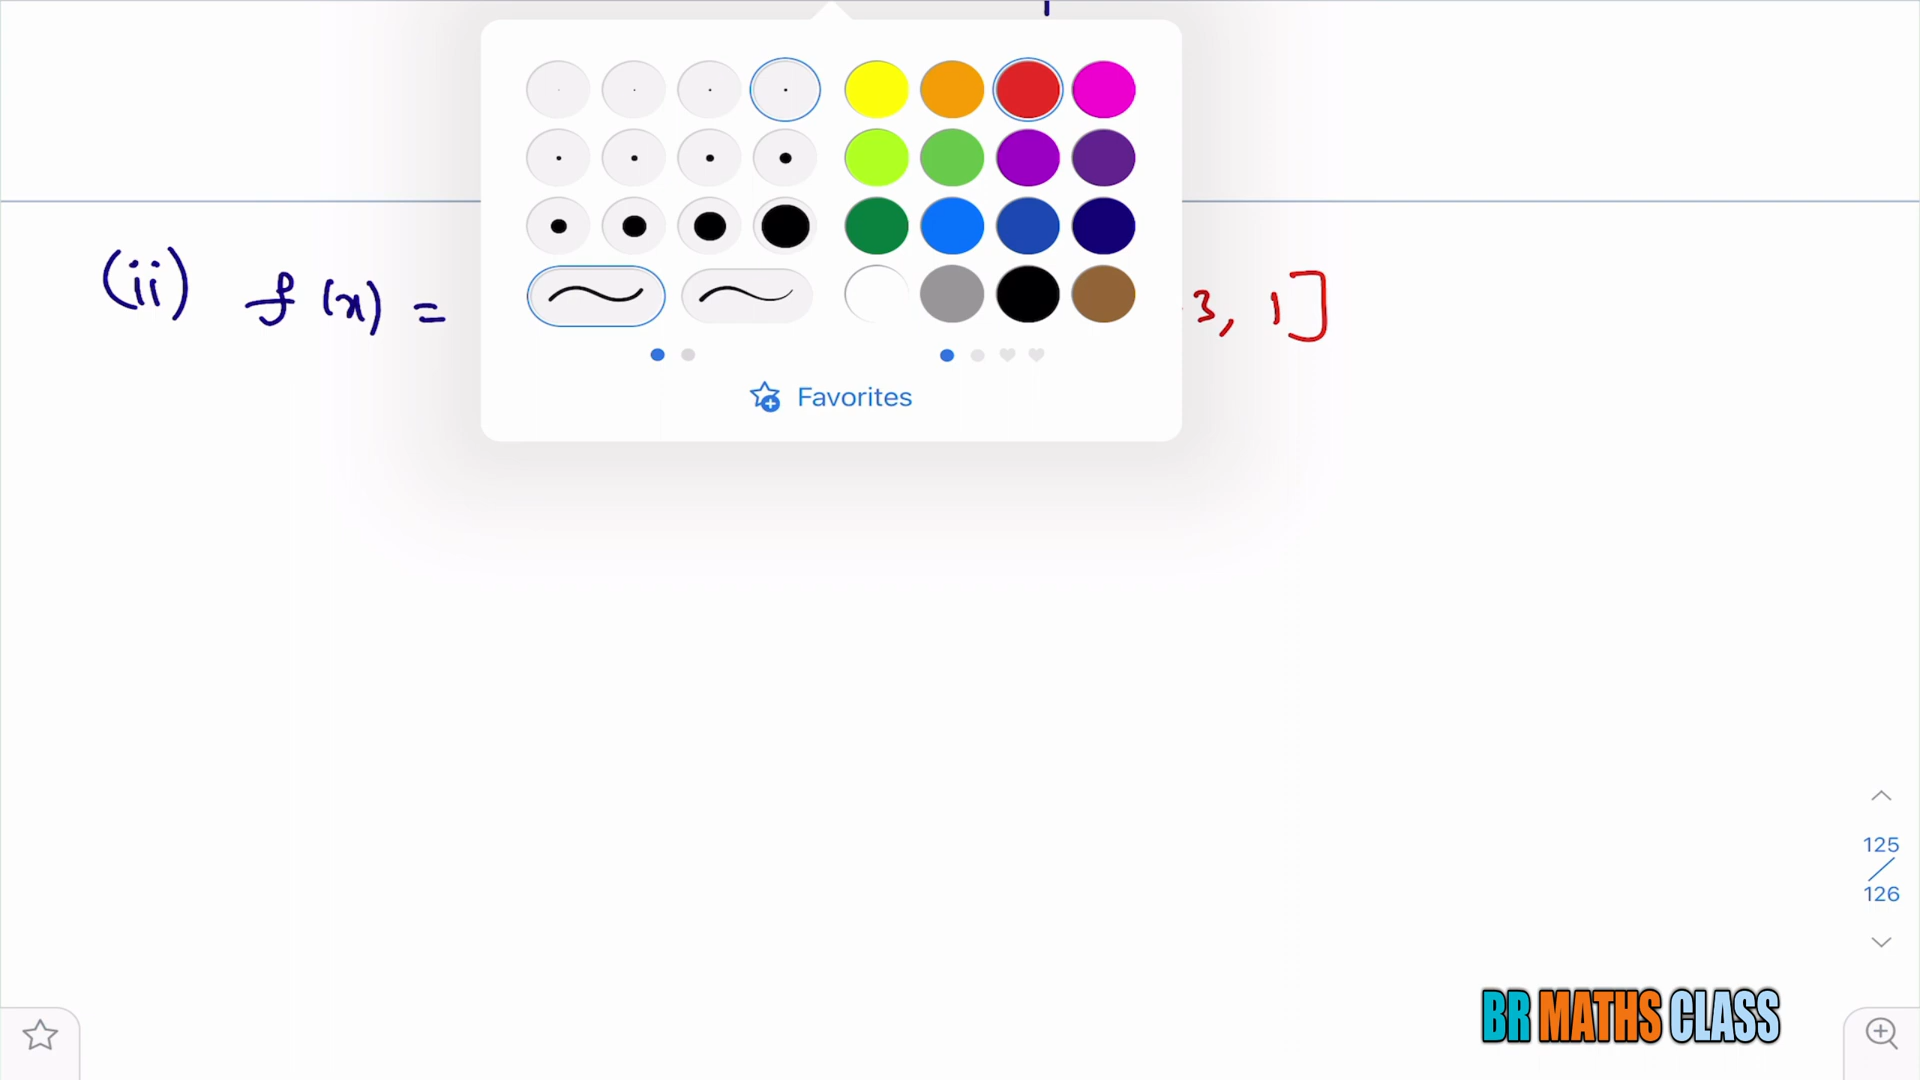 (ii) f(x) = 3, 1]
Favorites
125
126
BR MATHS CLASS